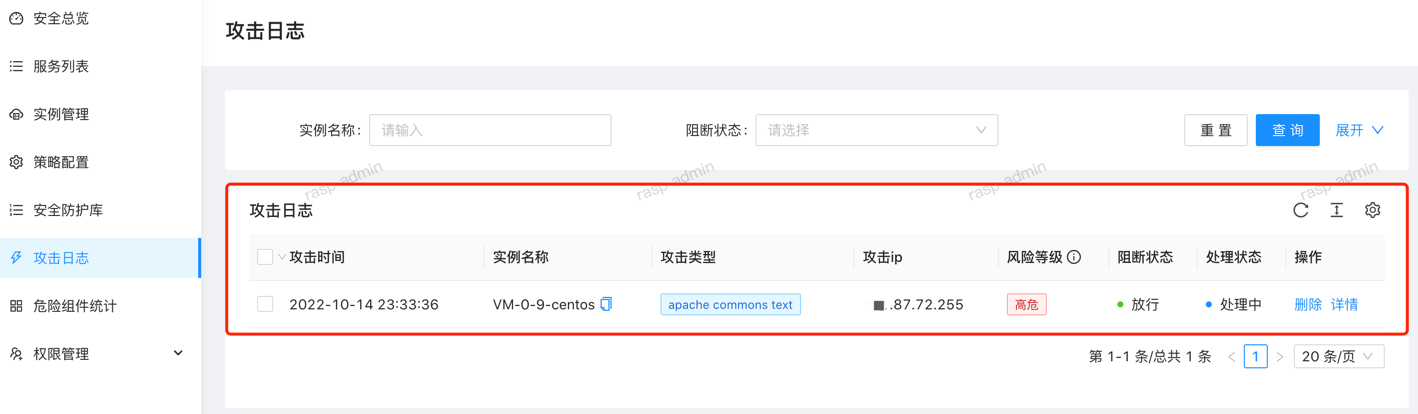 安全总览
服务列表
实例管理
策略配置
安全防护库
攻击日志
危险组件统计
权限管理
攻击日志
实例名称: 请输入 阻断状态: 请选择 重 置 查 询 展开
rasp-admin rasp-admin rasp-admin rasp-admin
攻击日志
攻击时间 实例名称 攻击类型 攻击ip 风险等级 阻断状态 处理状态 操作
2022-10-14 23:33:36 VM-0-9-centos apache commons text .87.72.255 高危 放行 处理中 删除 详情
第 1-1 条/总共 1 条 < 1 > 20 条/页